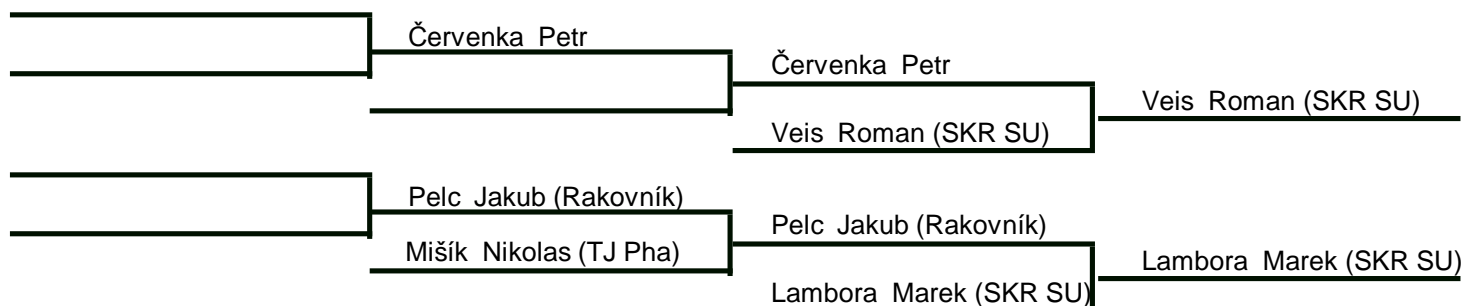 Červenka Petr
Červenka Petr
Veis Roman (SKR SU)
Veis Roman (SKR SU)
Pelc Jakub (Rakovník)
Pelc Jakub (Rakovník)
Mišík Nikolas (TJ Pha)
Lambora Marek (SKR SU)
Lambora Marek (SKR SU)